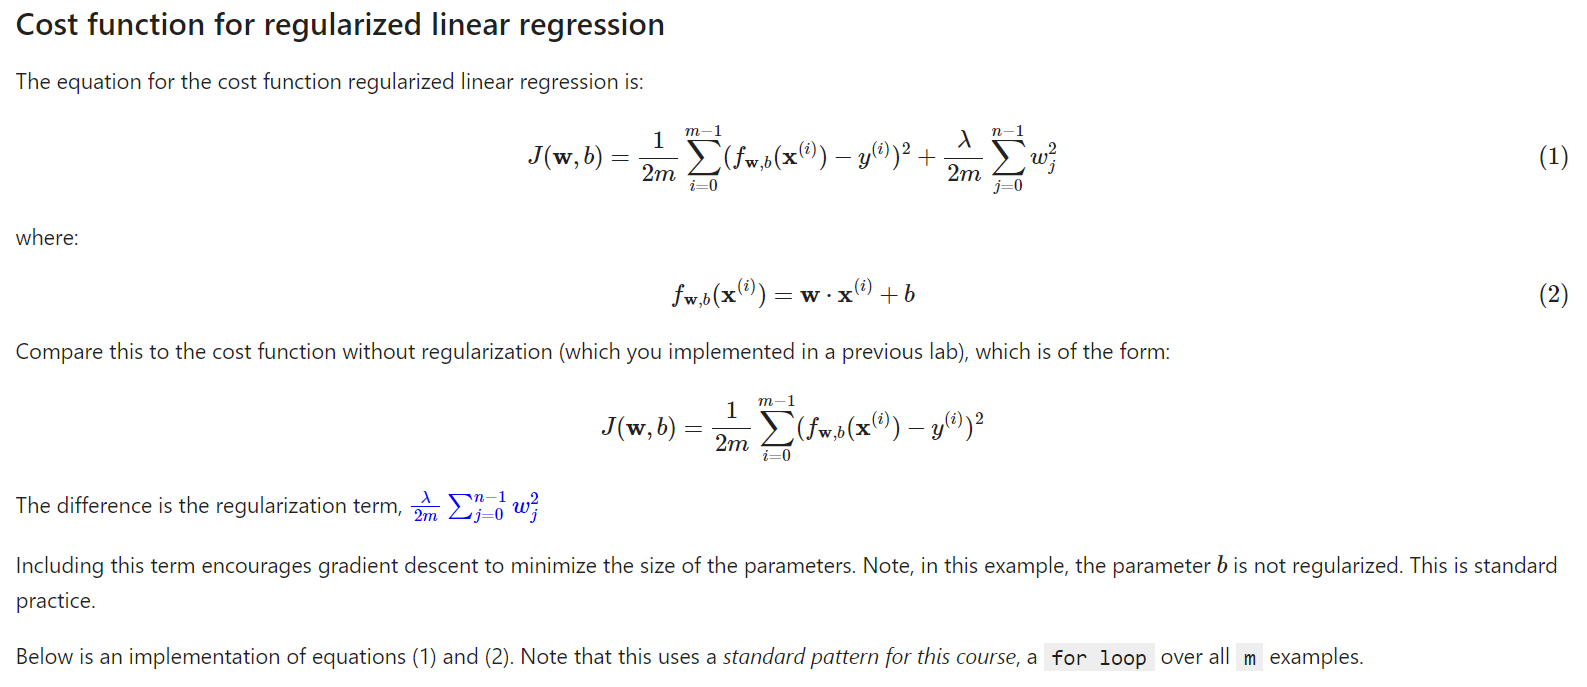 Cost function for regularized linear regression
The equation for the cost function regularized linear regression is:
$$J(\mathbf{w},b) = \frac{1}{2m} \sum_{i=0}^{m-1} (f_{\mathbf{w},b}(\mathbf{x}^{(i)}) - y^{(i)})^2 + \frac{\lambda}{2m} \sum_{j=0}^{n-1} w_j^2 \quad (1)$$
where:
$$f_{\mathbf{w},b}(\mathbf{x}^{(i)}) = \mathbf{w} \cdot \mathbf{x}^{(i)} + b \quad (2)$$
Compare this to the cost function without regularization (which you implemented in a previous lab), which is of the form:
$$J(\mathbf{w},b) = \frac{1}{2m} \sum_{i=0}^{m-1} (f_{\mathbf{w},b}(\mathbf{x}^{(i)}) - y^{(i)})^2$$
The difference is the regularization term, $\frac{\lambda}{2m} \sum_{j=0}^{n-1} w_j^2$
Including this term encourages gradient descent to minimize the size of the parameters. Note, in this example, the parameter $b$ is not regularized. This is standard
practice.
Below is an implementation of equations (1) and (2). Note that this uses a standard pattern for this course, a for loop over all m examples.